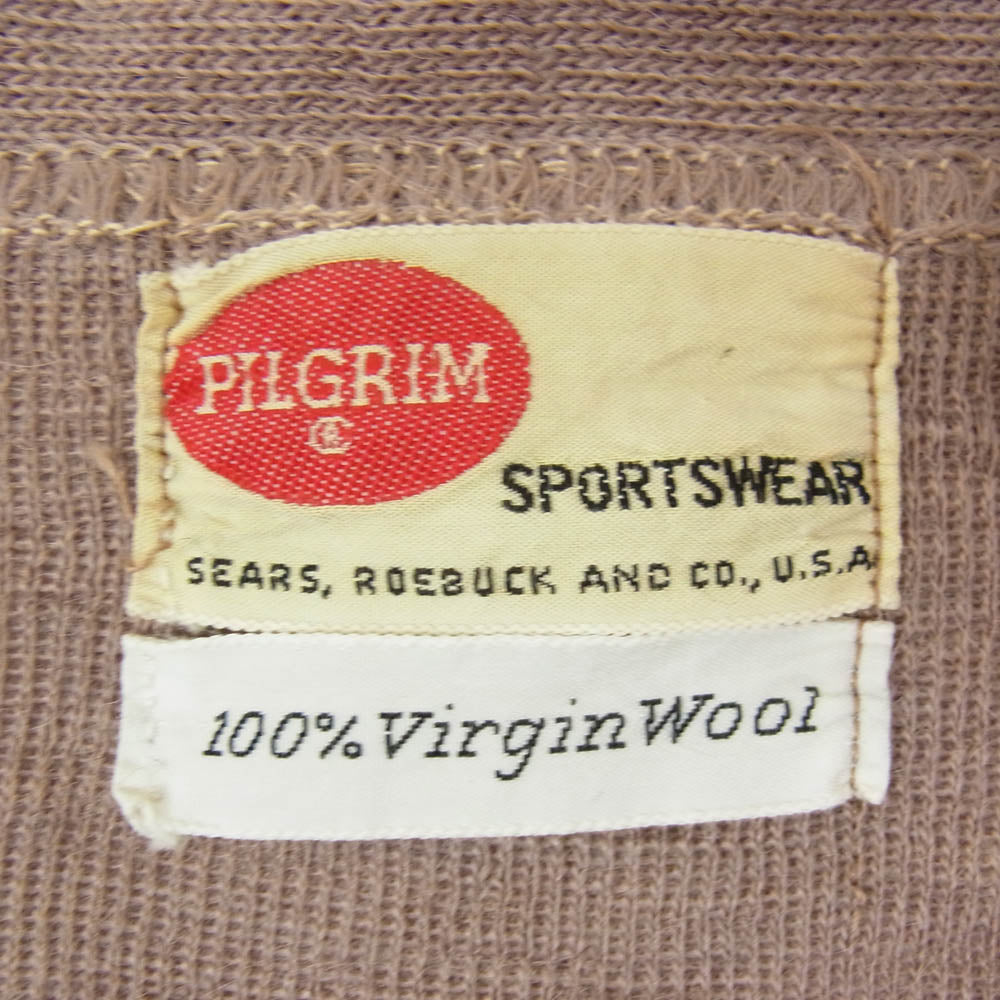 PILGRIM
SPORTSWEAR
SEARS, ROEBUCK AND CO., U.S.A
100% Virgin Wool